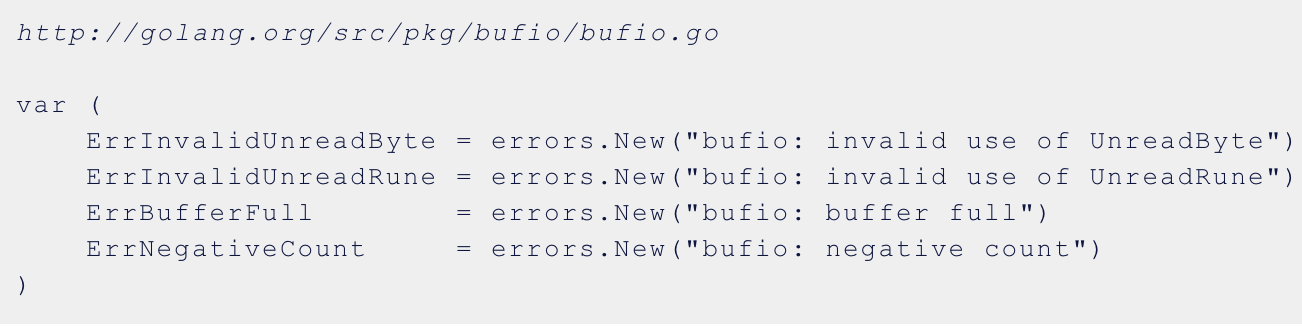 http://golang.org/src/pkg/bufio/bufio.go
var (
ErrInvalidUnreadByte = errors.New("bufio: invalid use of UnreadByte")
ErrInvalidUnreadRune = errors.New("bufio: invalid use of UnreadRune")
ErrBufferFull = errors.New("bufio: buffer full")
ErrNegativeCount = errors.New("bufio: negative count")
)